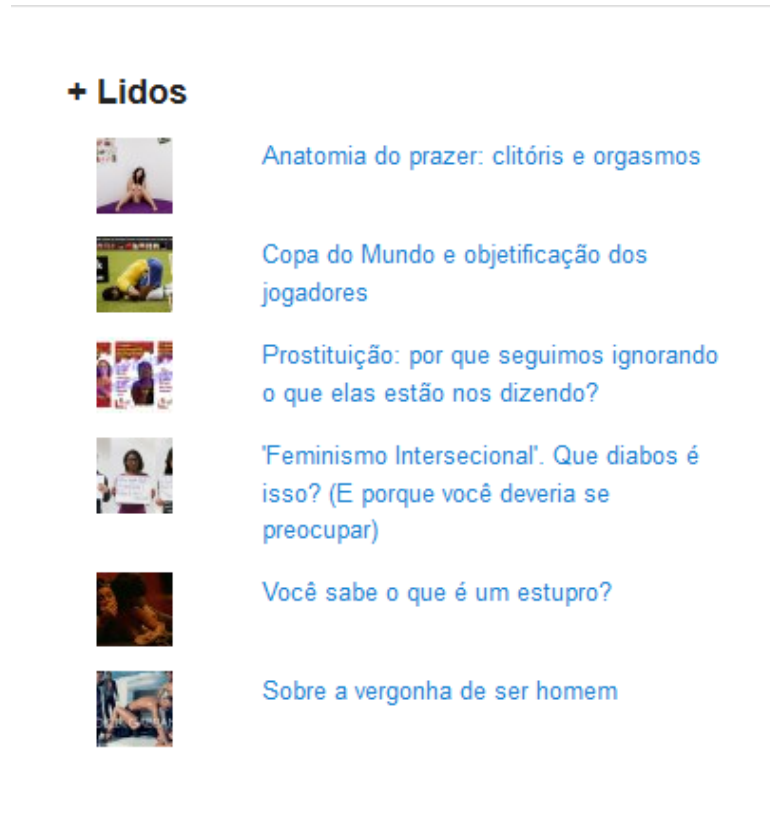 + Lidos
Anatomia do prazer: clitóris e orgasmos
Copa do Mundo e objetificação dos
jogadores
Prostituição: por que seguimos ignorando
o que elas estão nos dizendo?
'Feminismo Intersecional'. Que diabos é
isso? (E porque você deveria se
preocupar)
Você sabe o que é um estupro?
Sobre a vergonha de ser homem